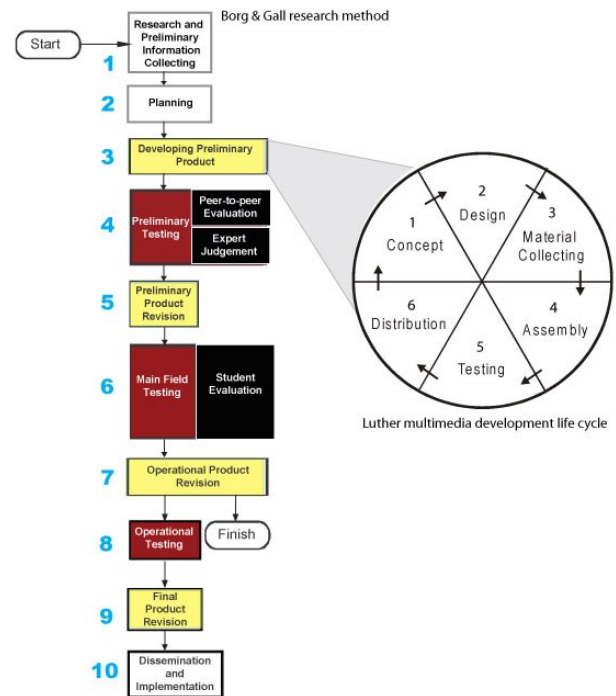 Borg & Gall research method
Start
1
Research and
Preliminary
Information
Collecting
2
Planning
3
Developing Preliminary
Product
4
Preliminary
Testing
Peer-to-peer
Evaluation
Expert
Judgement
5
Preliminary
Product
Revision
6
Main Field
Testing
Student
Evaluation
7
Operational Product
Revision
8
Operational
Testing
Finish
9
Final
Product
Revision
10
Dissemination
and
Implementation
1
Concept
2
Design
3
Material
Collecting
4
Assembly
5
Testing
6
Distribution
Luther multimedia development life cycle